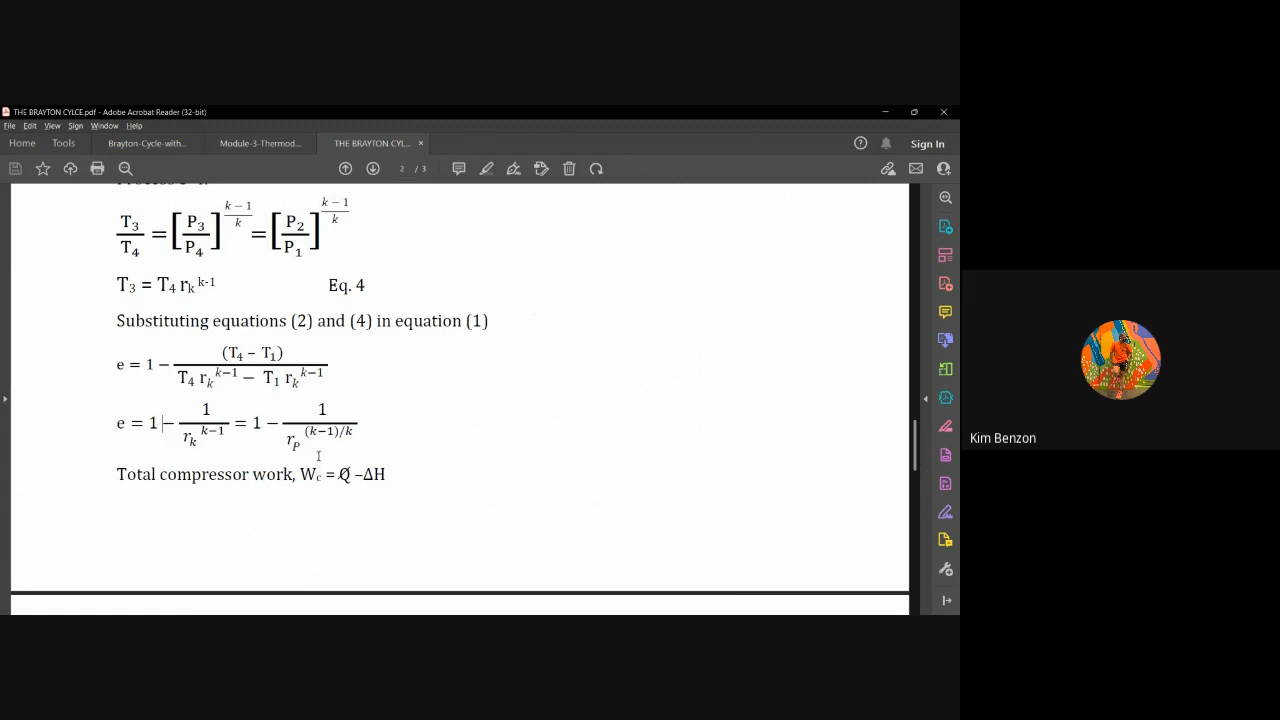 THE BRAYTON CYLCE.pdf - Adobe Acrobat Reader (32-bit)
File Edit View Sign Window Help
Home Tools Brayton-Cycle-with... Module-3-Thermod... THE BRAYTON CYL... × Sign In
2 / 3
T₃/T₄ = [P₃/P₄]^((k−1)/k) = [P₂/P₁]^((k−1)/k)
T₃ = T₄ rₖ^(k-1) Eq. 4
Substituting equations (2) and (4) in equation (1)
e = 1 − (T₄ − T₁)/(T₄ rₖ^(k−1) − T₁ rₖ^(k−1))
e = 1 − 1/(rₖ^(k−1)) = 1 − 1/(r_P^((k−1)/k))
Total compressor work, W_c = Q̸ −ΔH
Kim Benzon